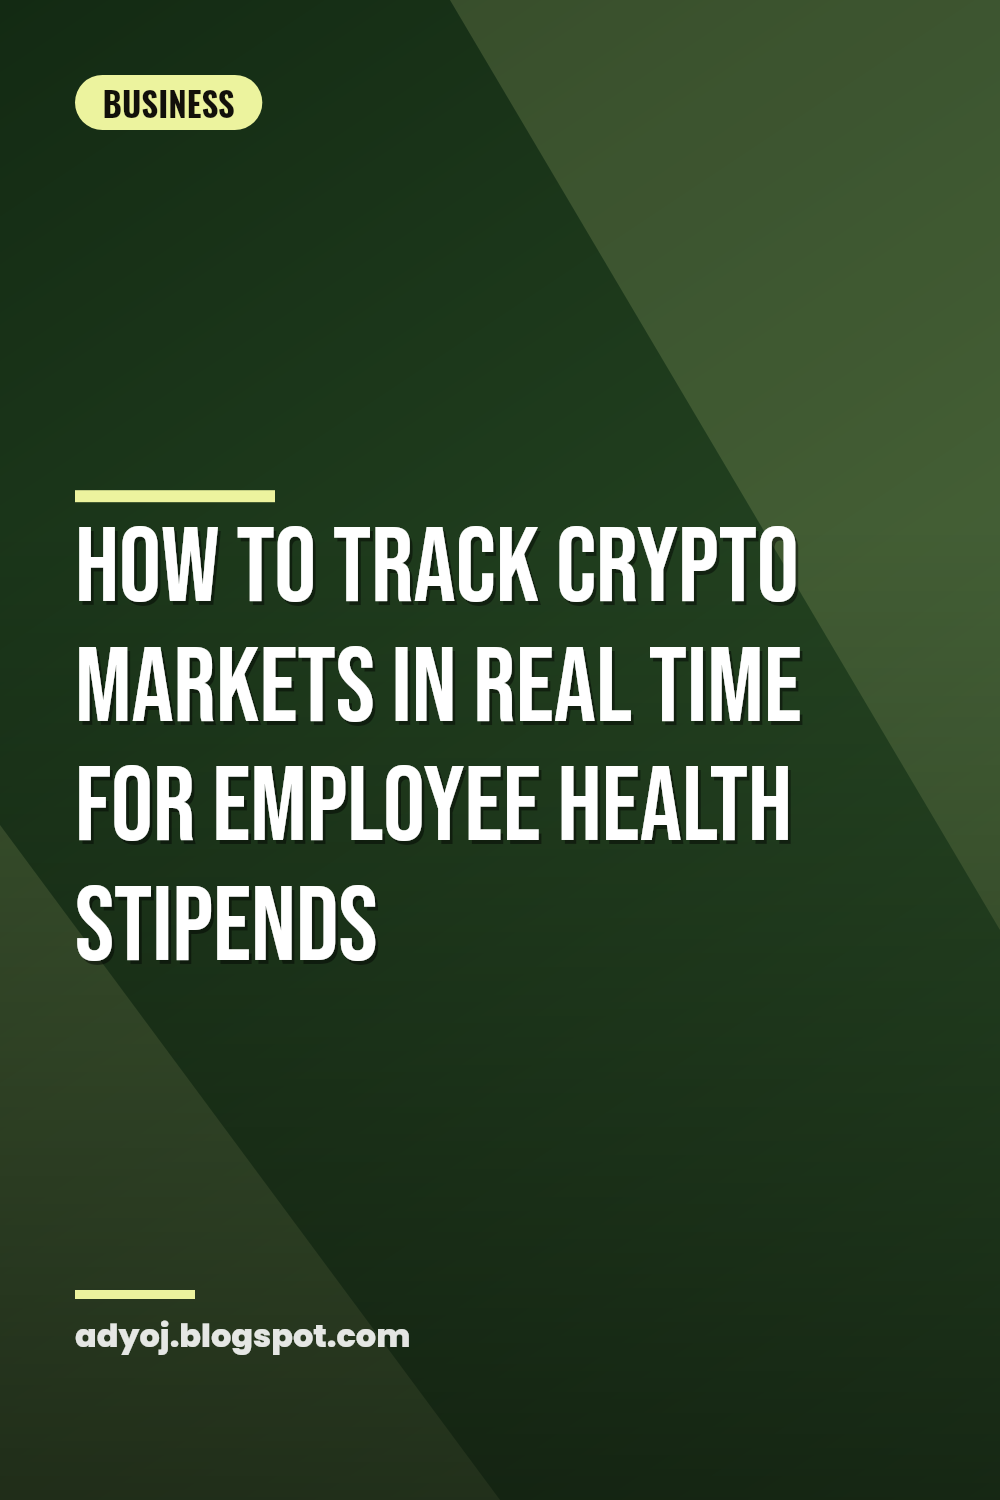 BUSINESS
HOW TO TRACK CRYPTO
MARKETS IN REAL TIME
FOR EMPLOYEE HEALTH
STIPENDS
adyoj.blogspot.com